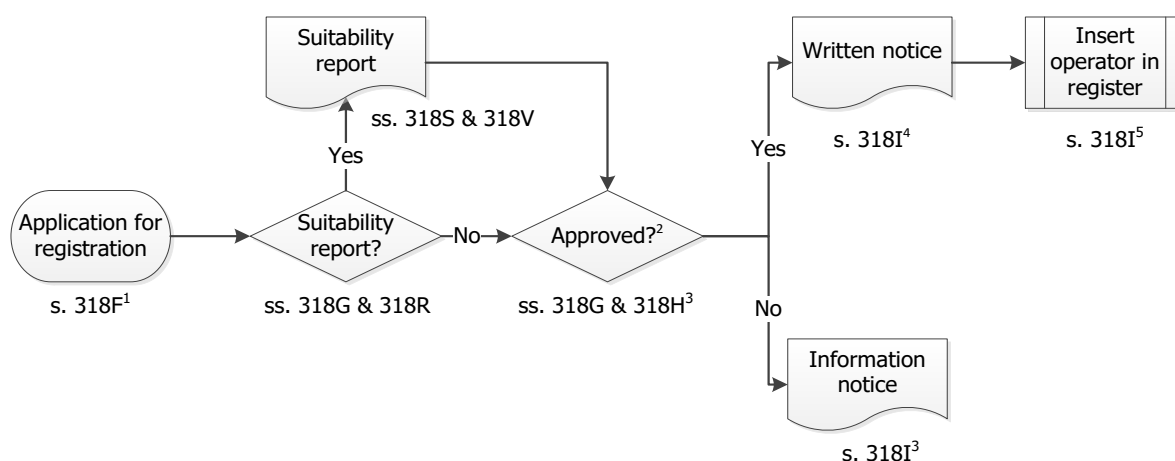 Suitability
report
ss. 318S & 318V
Written notice
s. 318I⁴
Insert
operator in
register
s. 318I⁵
Yes
Yes
Application for
registration
s. 318F¹
Suitability
report?
ss. 318G & 318R
No
Approved?²
ss. 318G & 318H³
No
Information
notice
s. 318I³